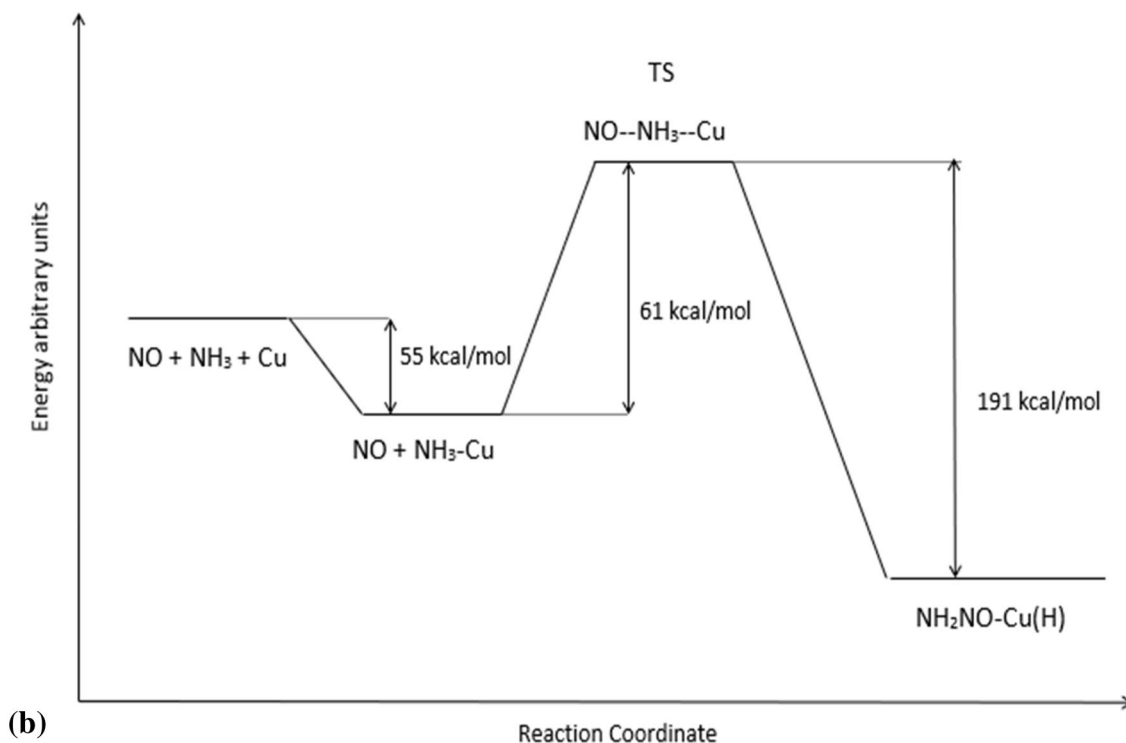 TS
NO--NH₃--Cu
Energy arbitrary units
61 kcal/mol
NO + NH₃ + Cu
55 kcal/mol
191 kcal/mol
NO + NH₃-Cu
NH₂NO-Cu(H)
(b)
Reaction Coordinate